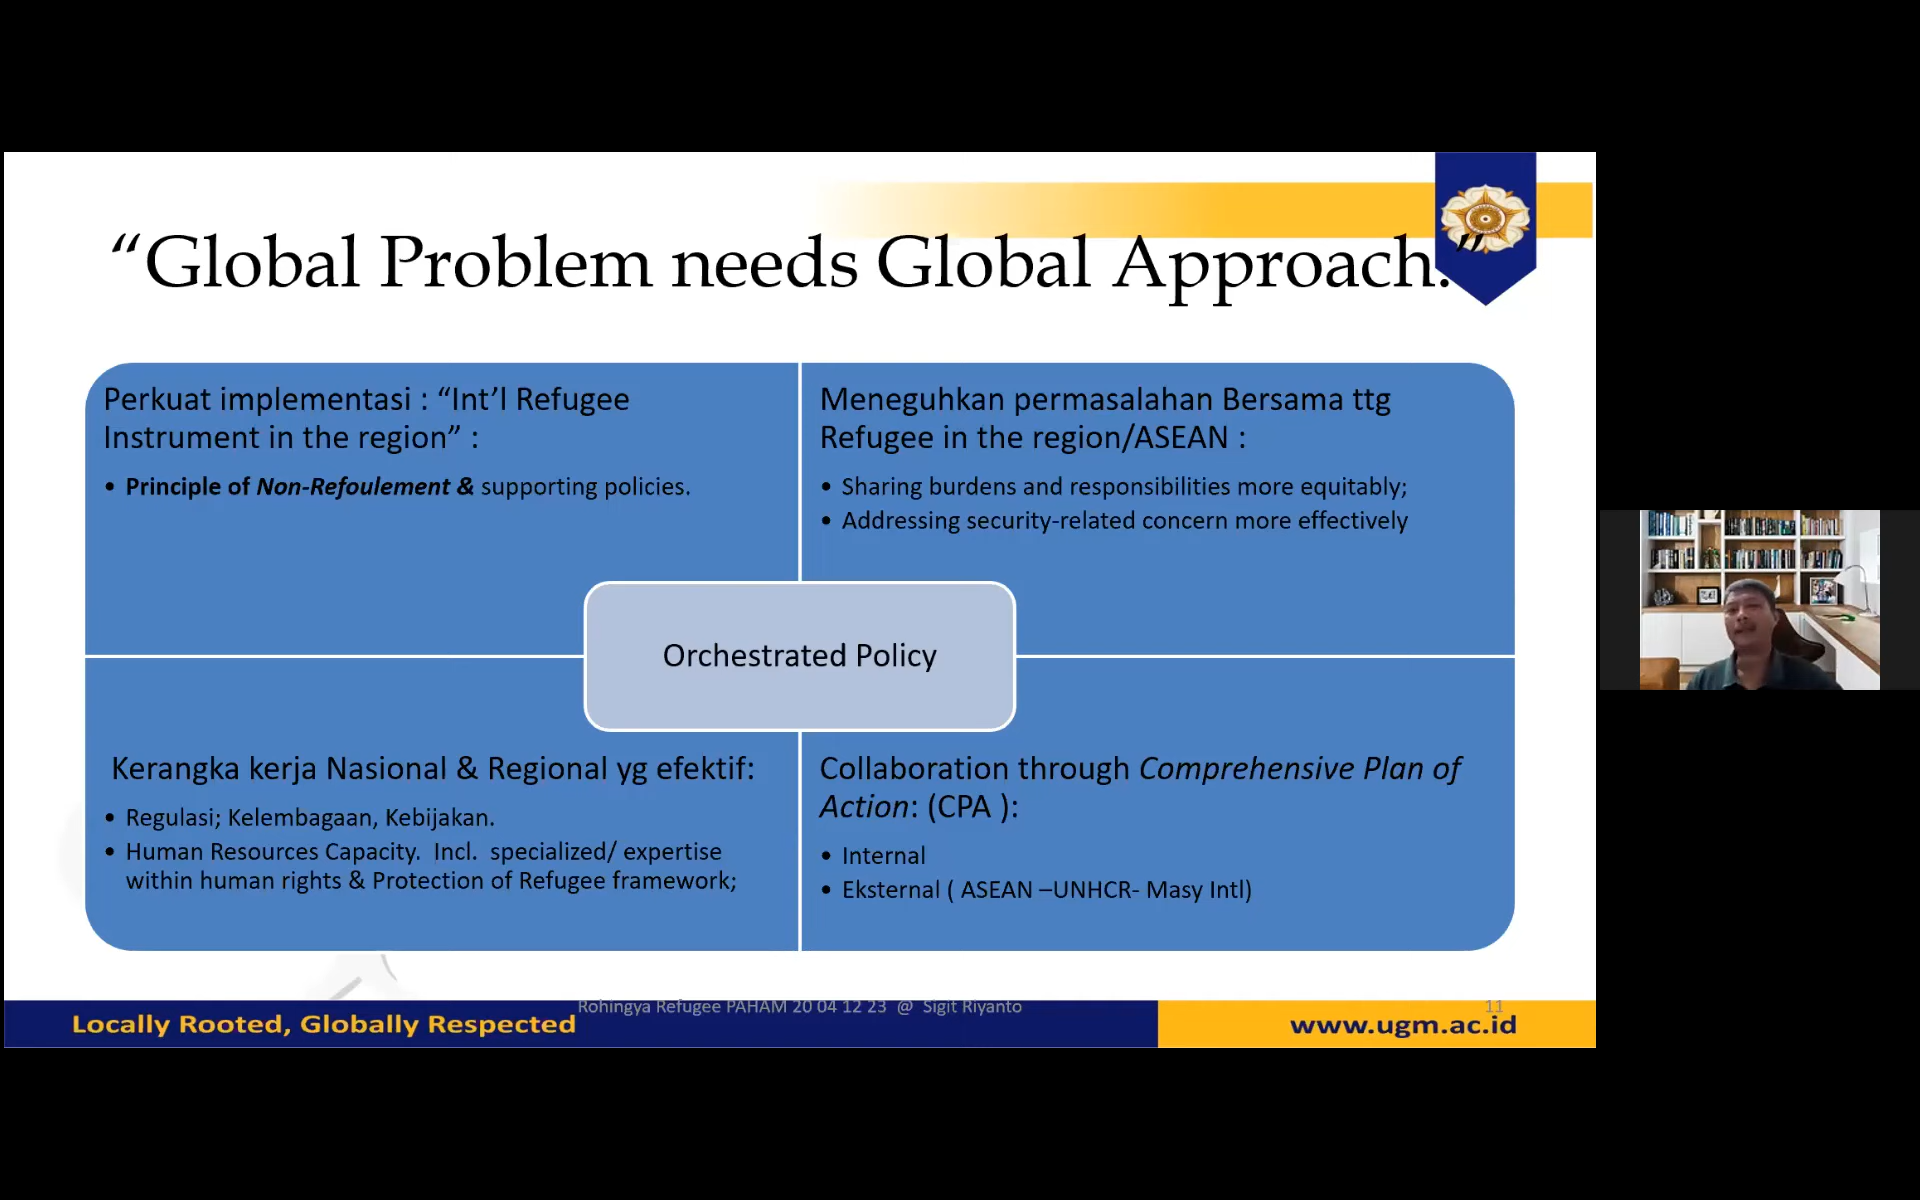 “Global Problem needs Global Approach.”
Perkuat implementasi : “Int’l Refugee
Instrument in the region” :
• Principle of Non-Refoulement & supporting policies.
Meneguhkan permasalahan Bersama ttg
Refugee in the region/ASEAN :
• Sharing burdens and responsibilities more equitably;
• Addressing security-related concern more effectively
Orchestrated Policy
Kerangka kerja Nasional & Regional yg efektif:
• Regulasi; Kelembagaan, Kebijakan.
• Human Resources Capacity. Incl. specialized/ expertise
within human rights & Protection of Refugee framework;
Collaboration through Comprehensive Plan of
Action: (CPA ):
• Internal
• Eksternal ( ASEAN –UNHCR- Masy Intl)
Rohingya Refugee PAHAM 20 04 12 23 @ Sigit Riyanto
11
Locally Rooted, Globally Respected
www.ugm.ac.id